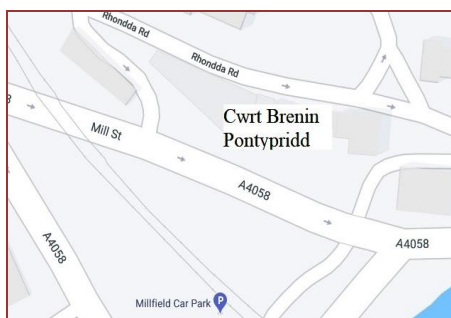 Rhondda Rd
Rhondda Rd
Cwrt Brenin
Pontypridd
Mill St
A4058
A4058
A4058
Millfield Car Park
P